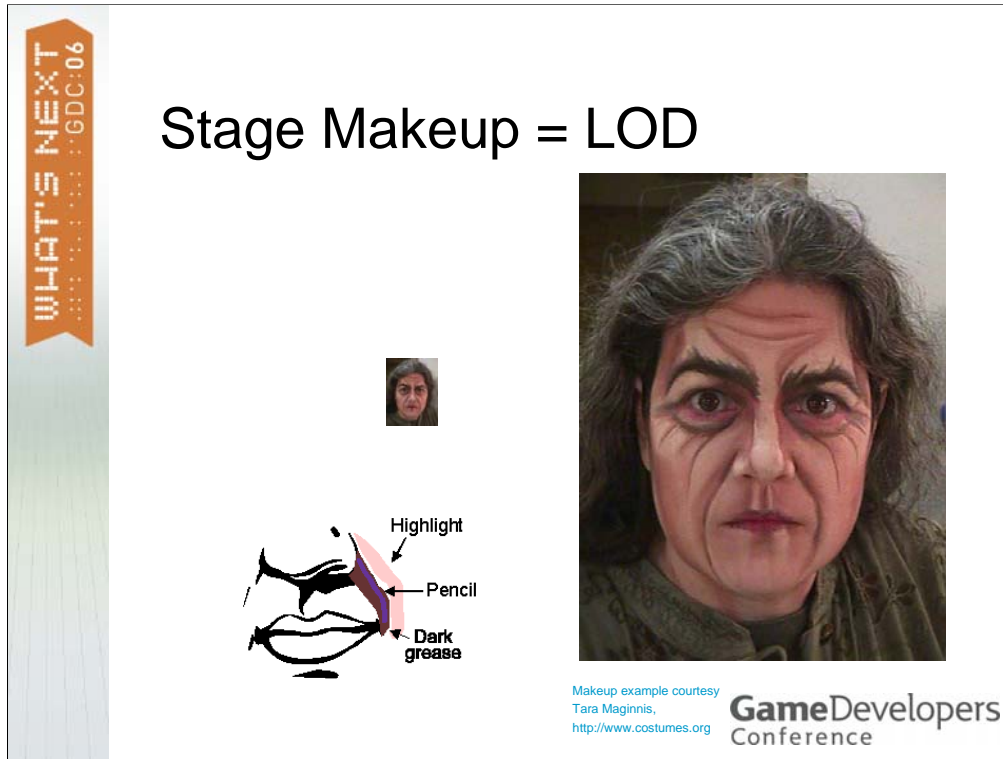 WHAT'S NEXT
GDC:06
Stage Makeup = LOD
Highlight
Pencil
Dark
grease
Makeup example courtesy
Tara Maginnis,
http://www.costumes.org
GameDevelopers
Conference